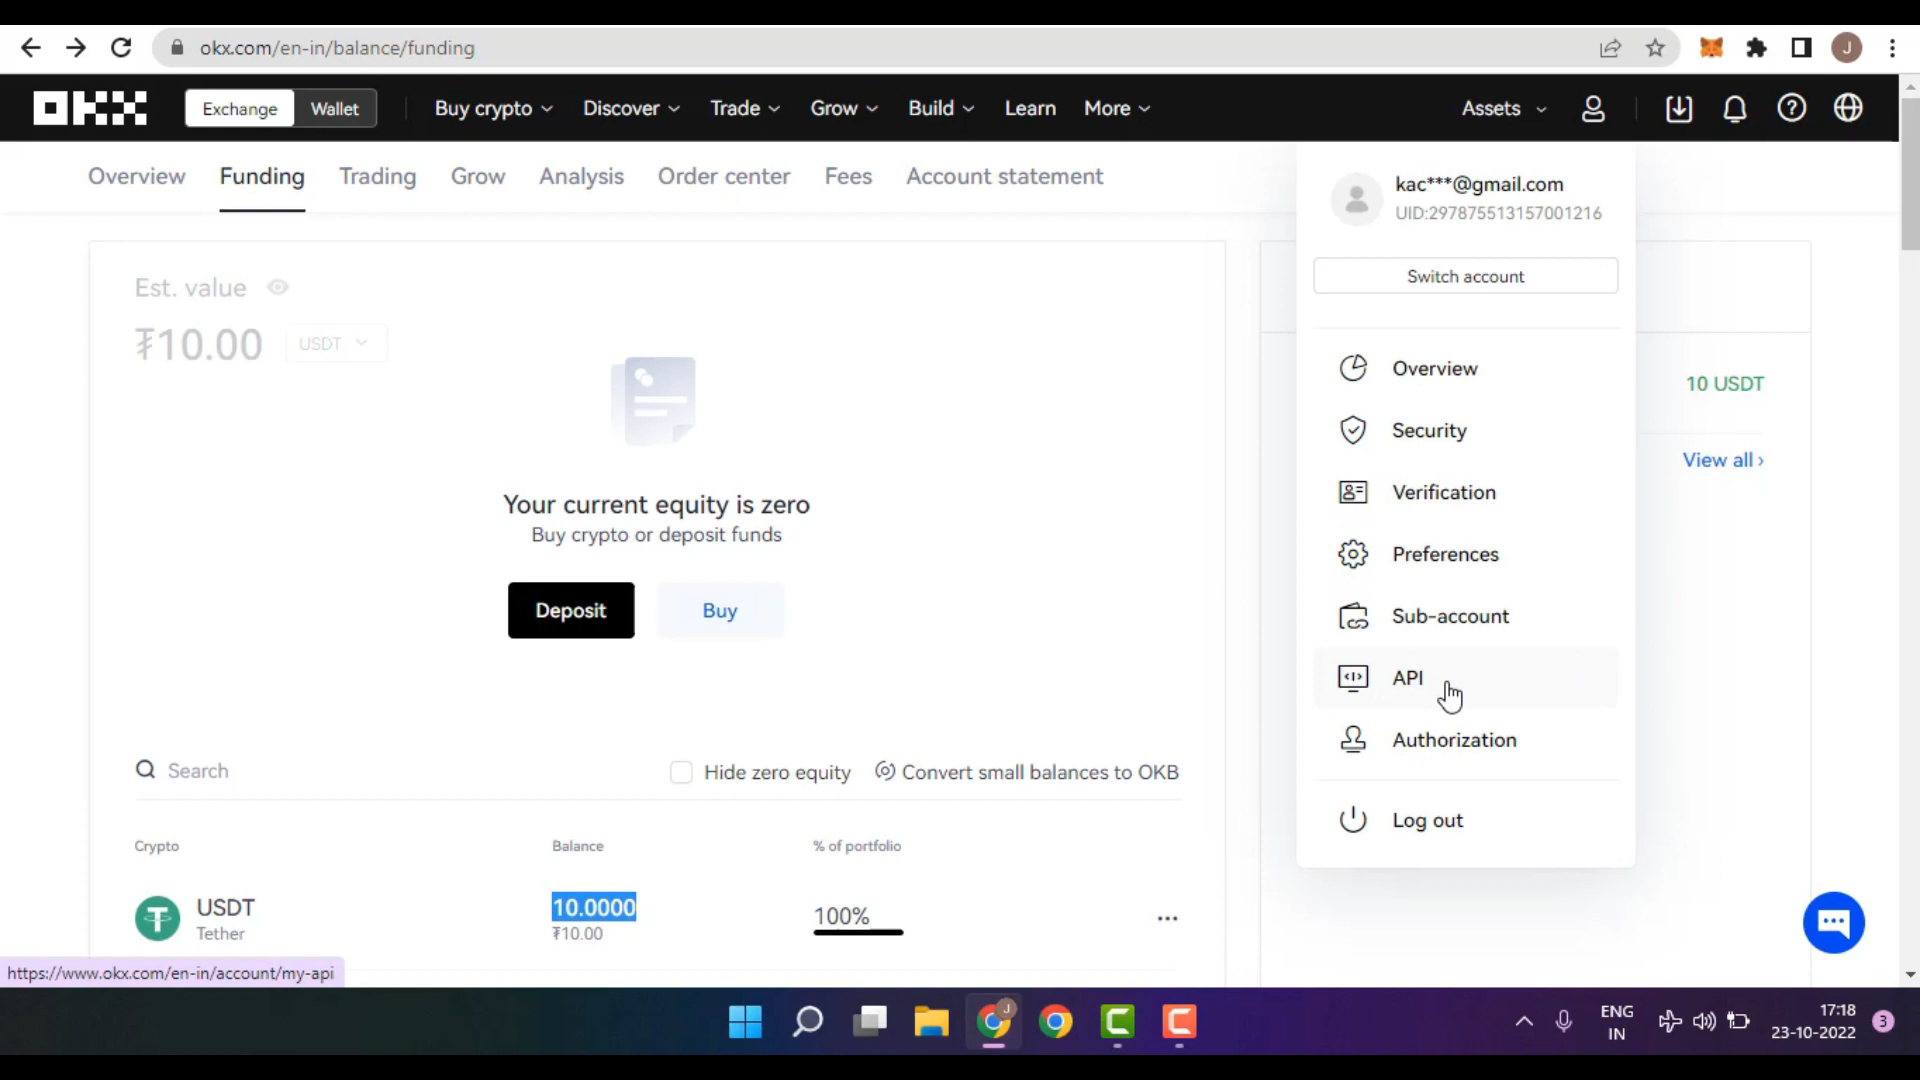 okx.com/en-in/balance/funding
J
OKX
Exchange
Wallet
Buy crypto
Discover
Trade
Grow
Build
Learn
More
Assets
Overview
Funding
Trading
Grow
Analysis
Order center
Fees
Account statement
kac***@gmail.com
UID:297875513157001216
Switch account
Est. value
₮10.00
USDT
Overview
10 USDT
Security
View all ›
Verification
Your current equity is zero
Buy crypto or deposit funds
Preferences
Deposit
Buy
Sub-account
API
Authorization
Search
Hide zero equity
Convert small balances to OKB
Log out
Crypto
Balance
% of portfolio
USDT
Tether
10.0000
₮10.00
100%
https://www.okx.com/en-in/account/my-api
ENG
IN
17:18
23-10-2022
3